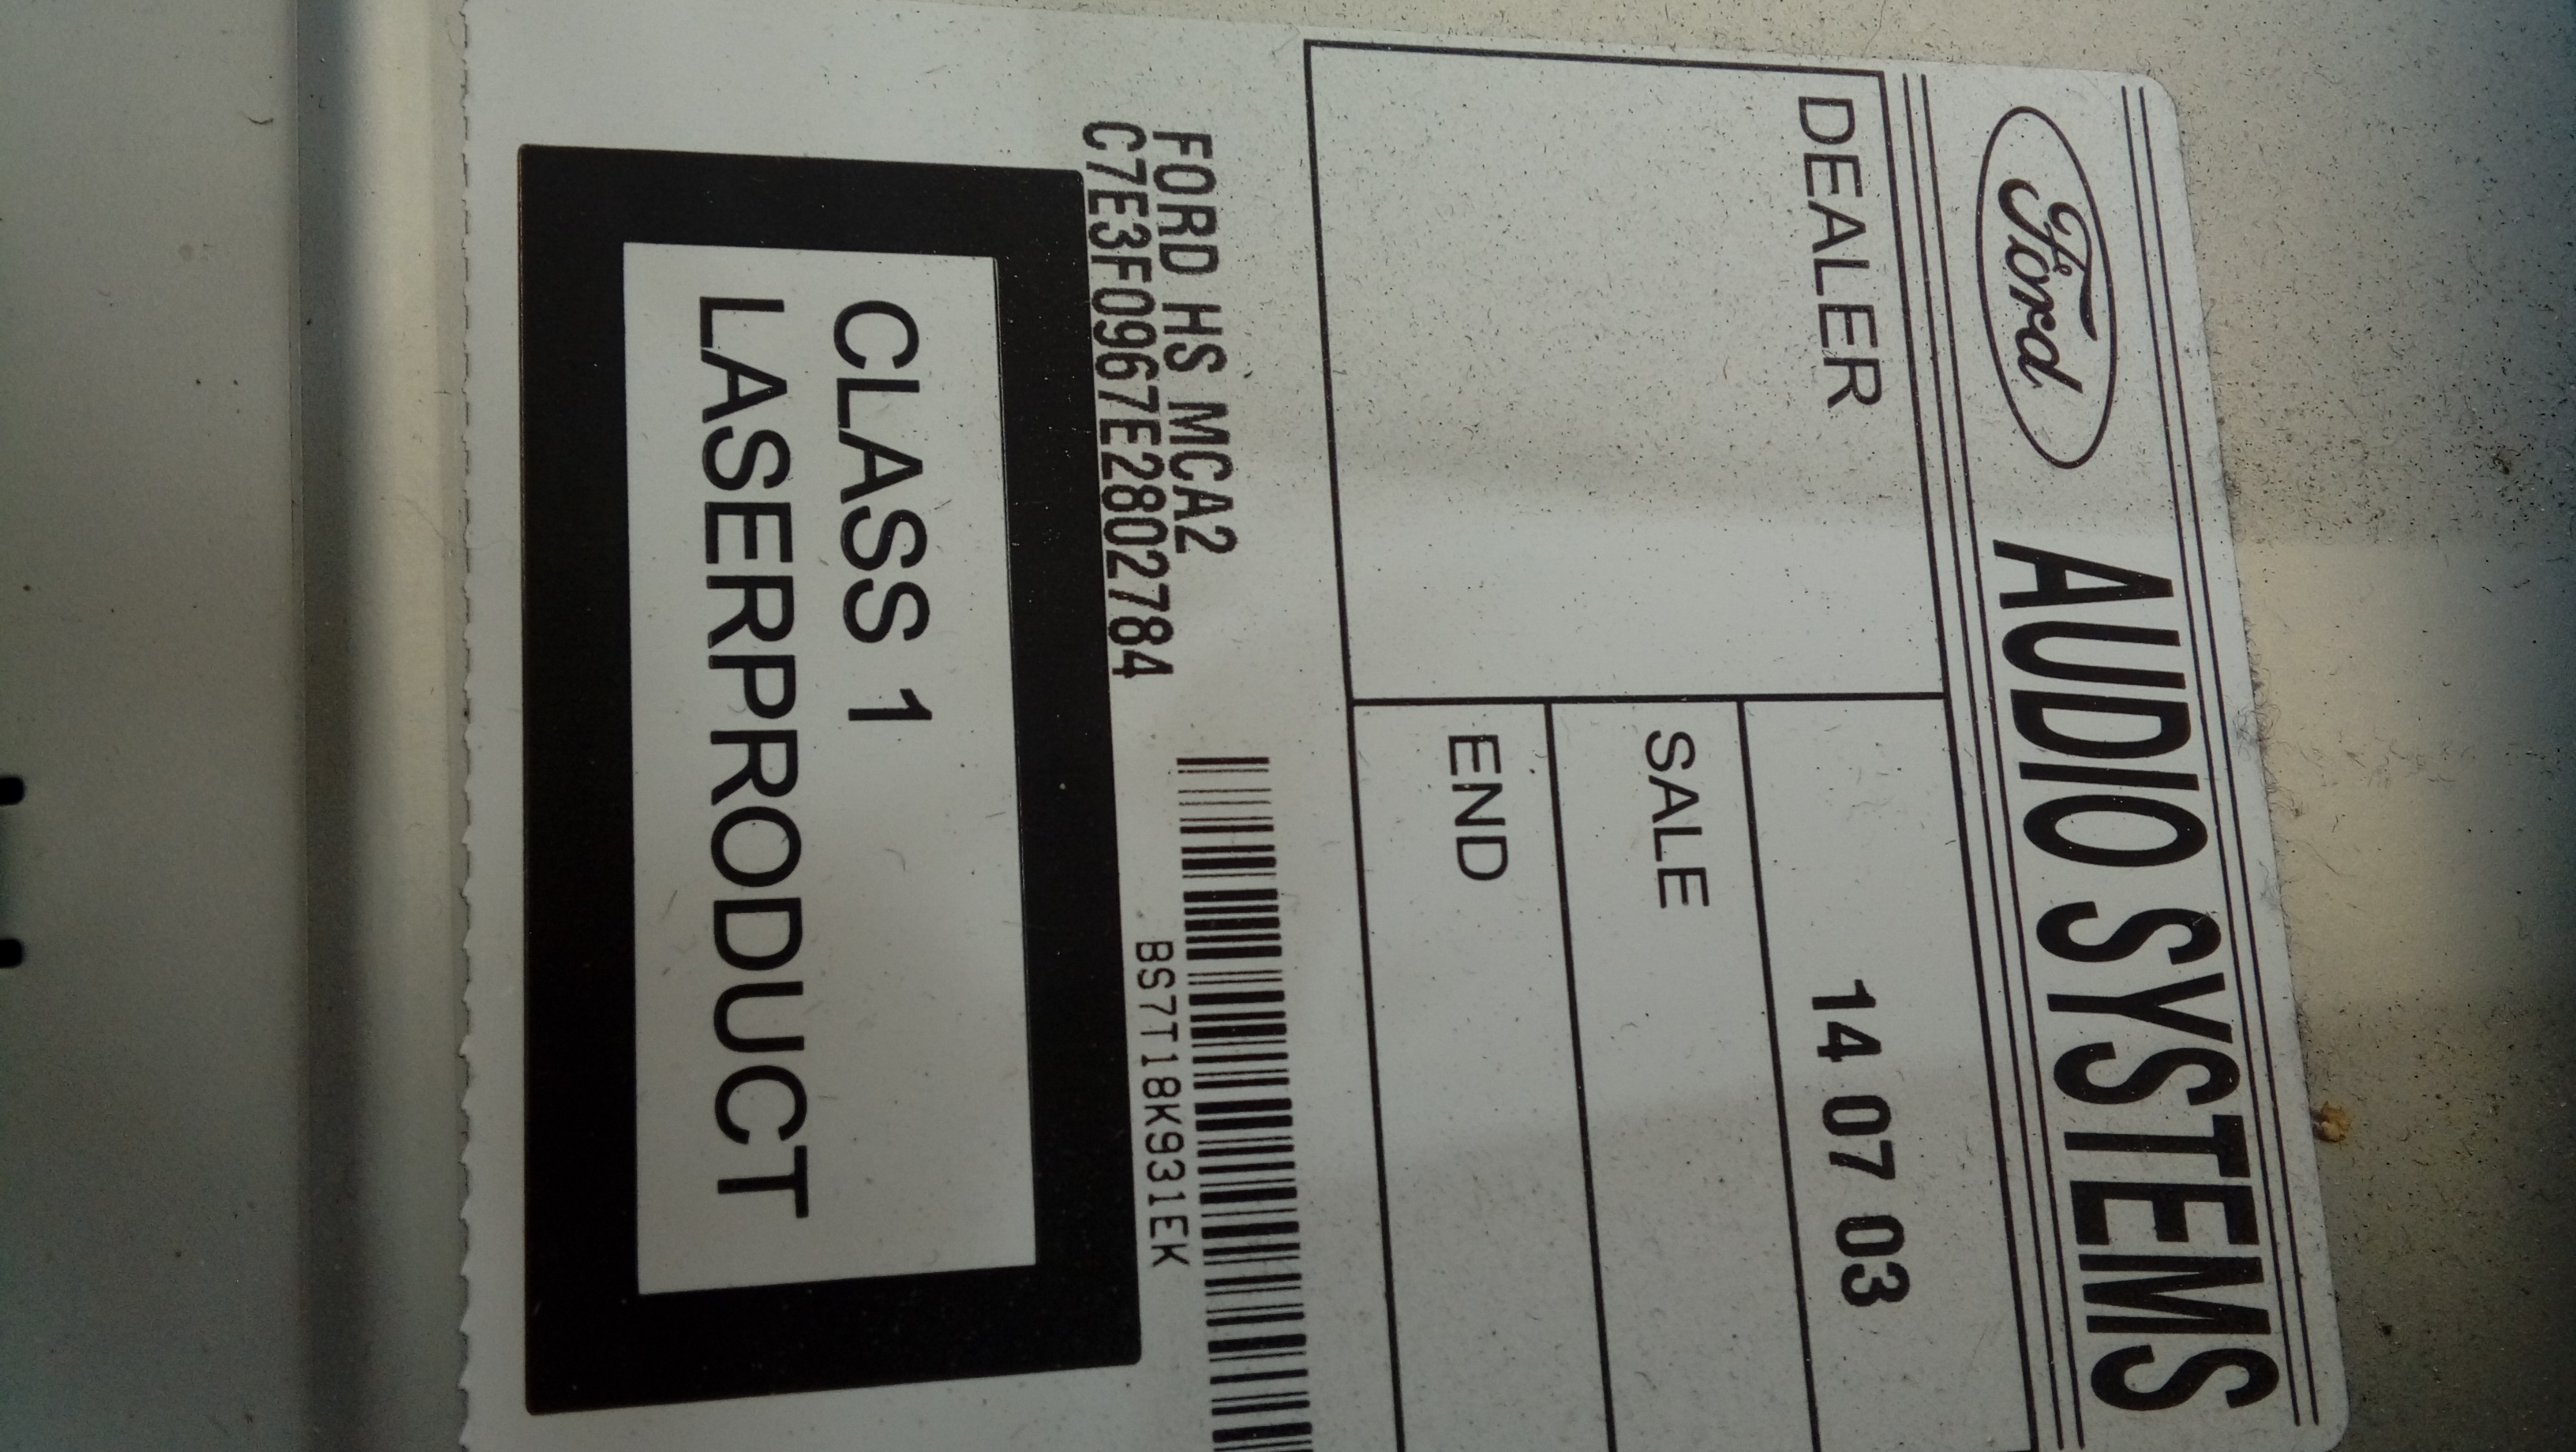 Ford AUDIO SYSTEMS
DEALER
14 07 03
SALE
END
FORD HS MCA2
C7E3F0967E2802784
BS7T18K931EK
CLASS 1
LASERPRODUCT